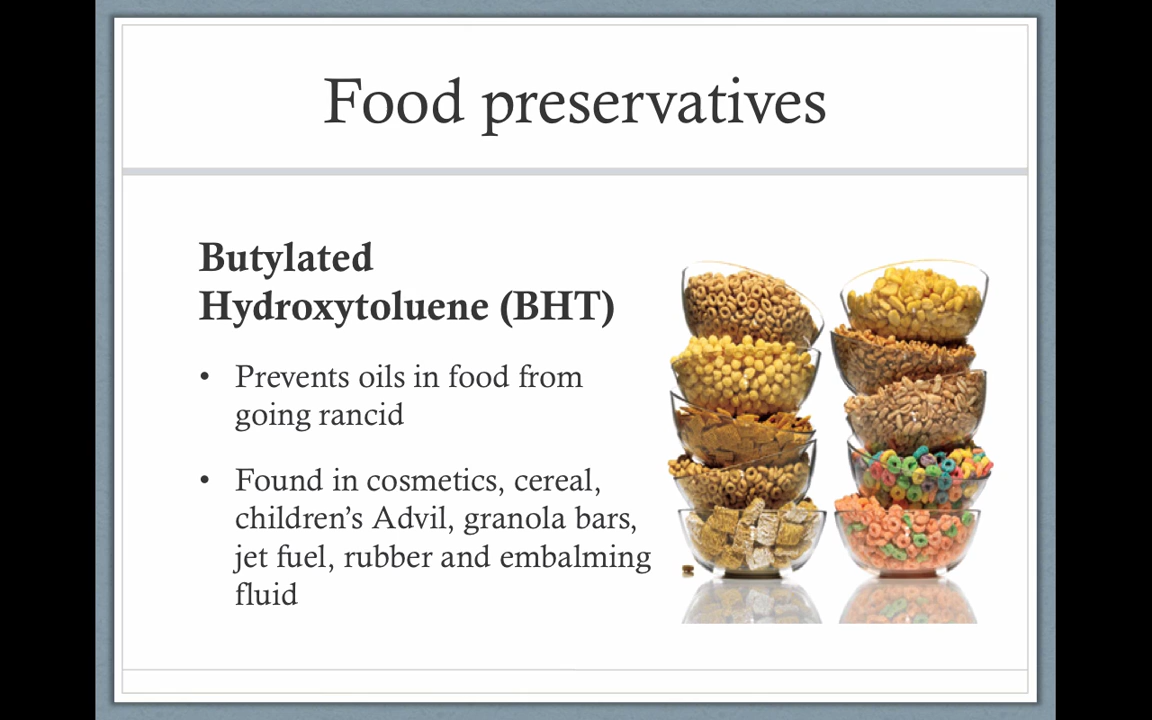 Food preservatives
Butylated
Hydroxytoluene (BHT)
• Prevents oils in food from
going rancid
• Found in cosmetics, cereal,
children’s Advil, granola bars,
jet fuel, rubber and embalming
fluid